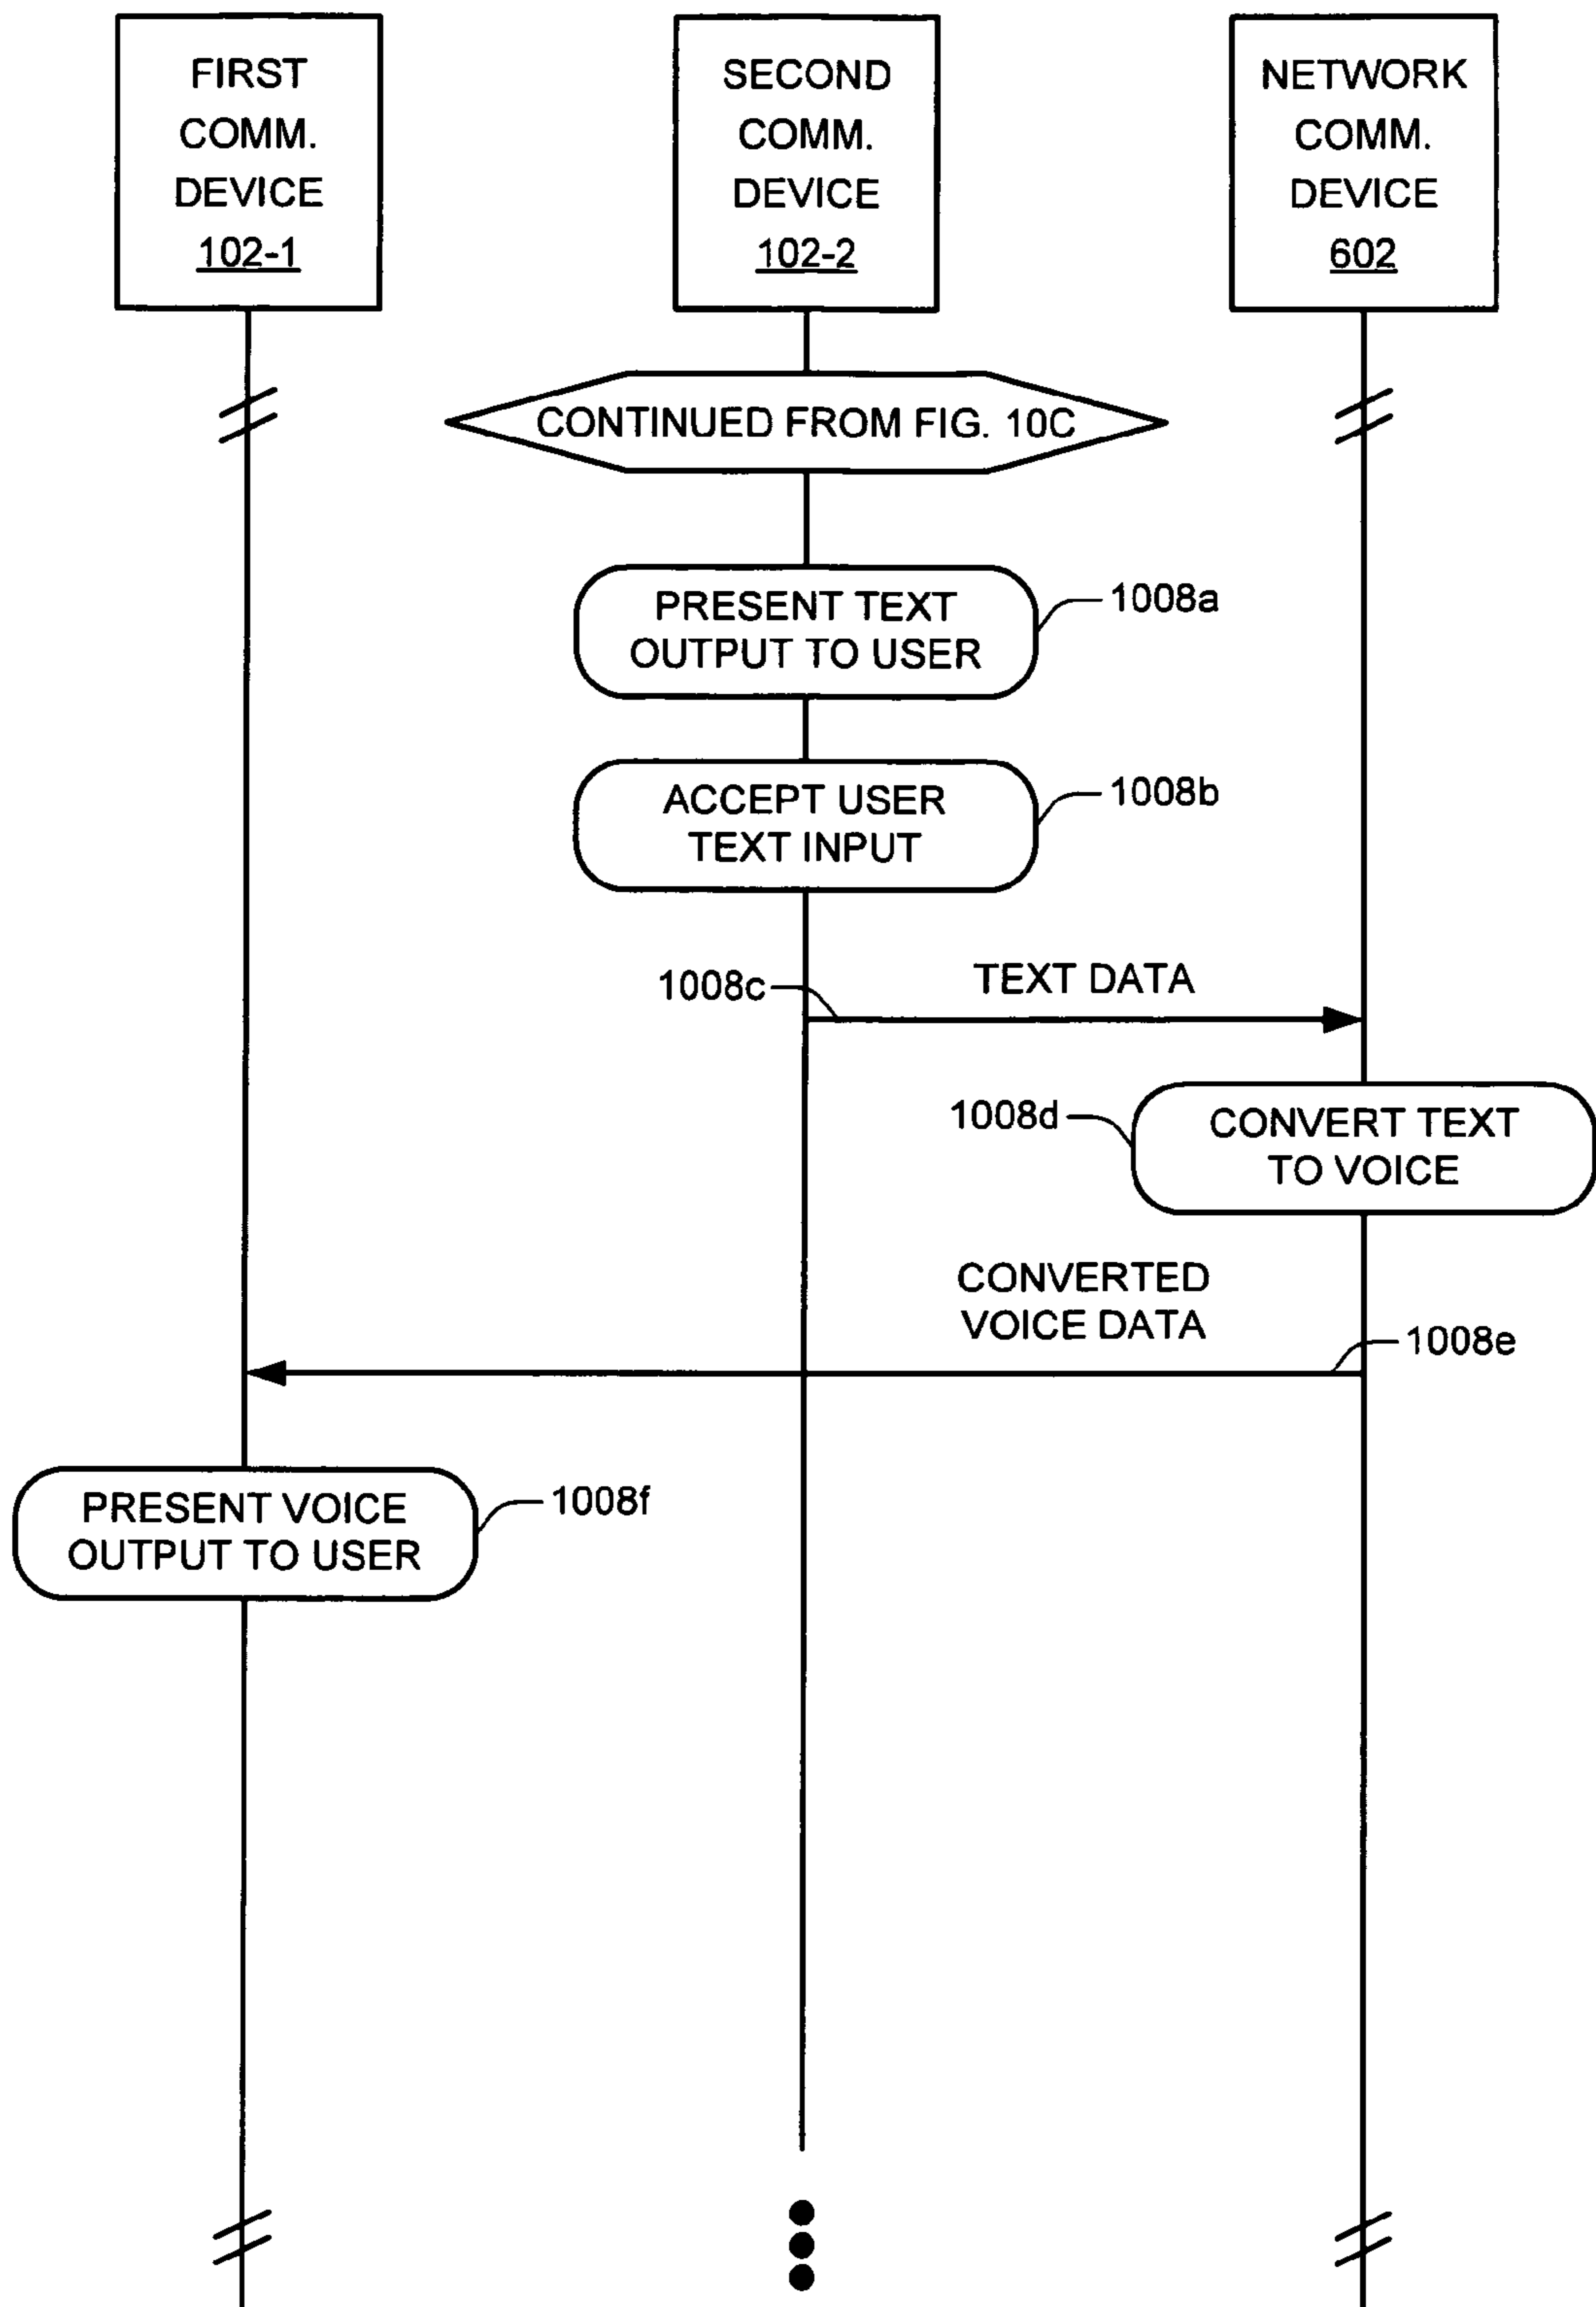 FIRST
COMM.
DEVICE
102-1
SECOND
COMM.
DEVICE
102-2
NETWORK
COMM.
DEVICE
602
CONTINUED FROM FIG. 10C
PRESENT TEXT
OUTPUT TO USER
1008a
ACCEPT USER
TEXT INPUT
1008b
1008c
TEXT DATA
1008d
CONVERT TEXT
TO VOICE
CONVERTED
VOICE DATA
1008e
PRESENT VOICE
OUTPUT TO USER
1008f